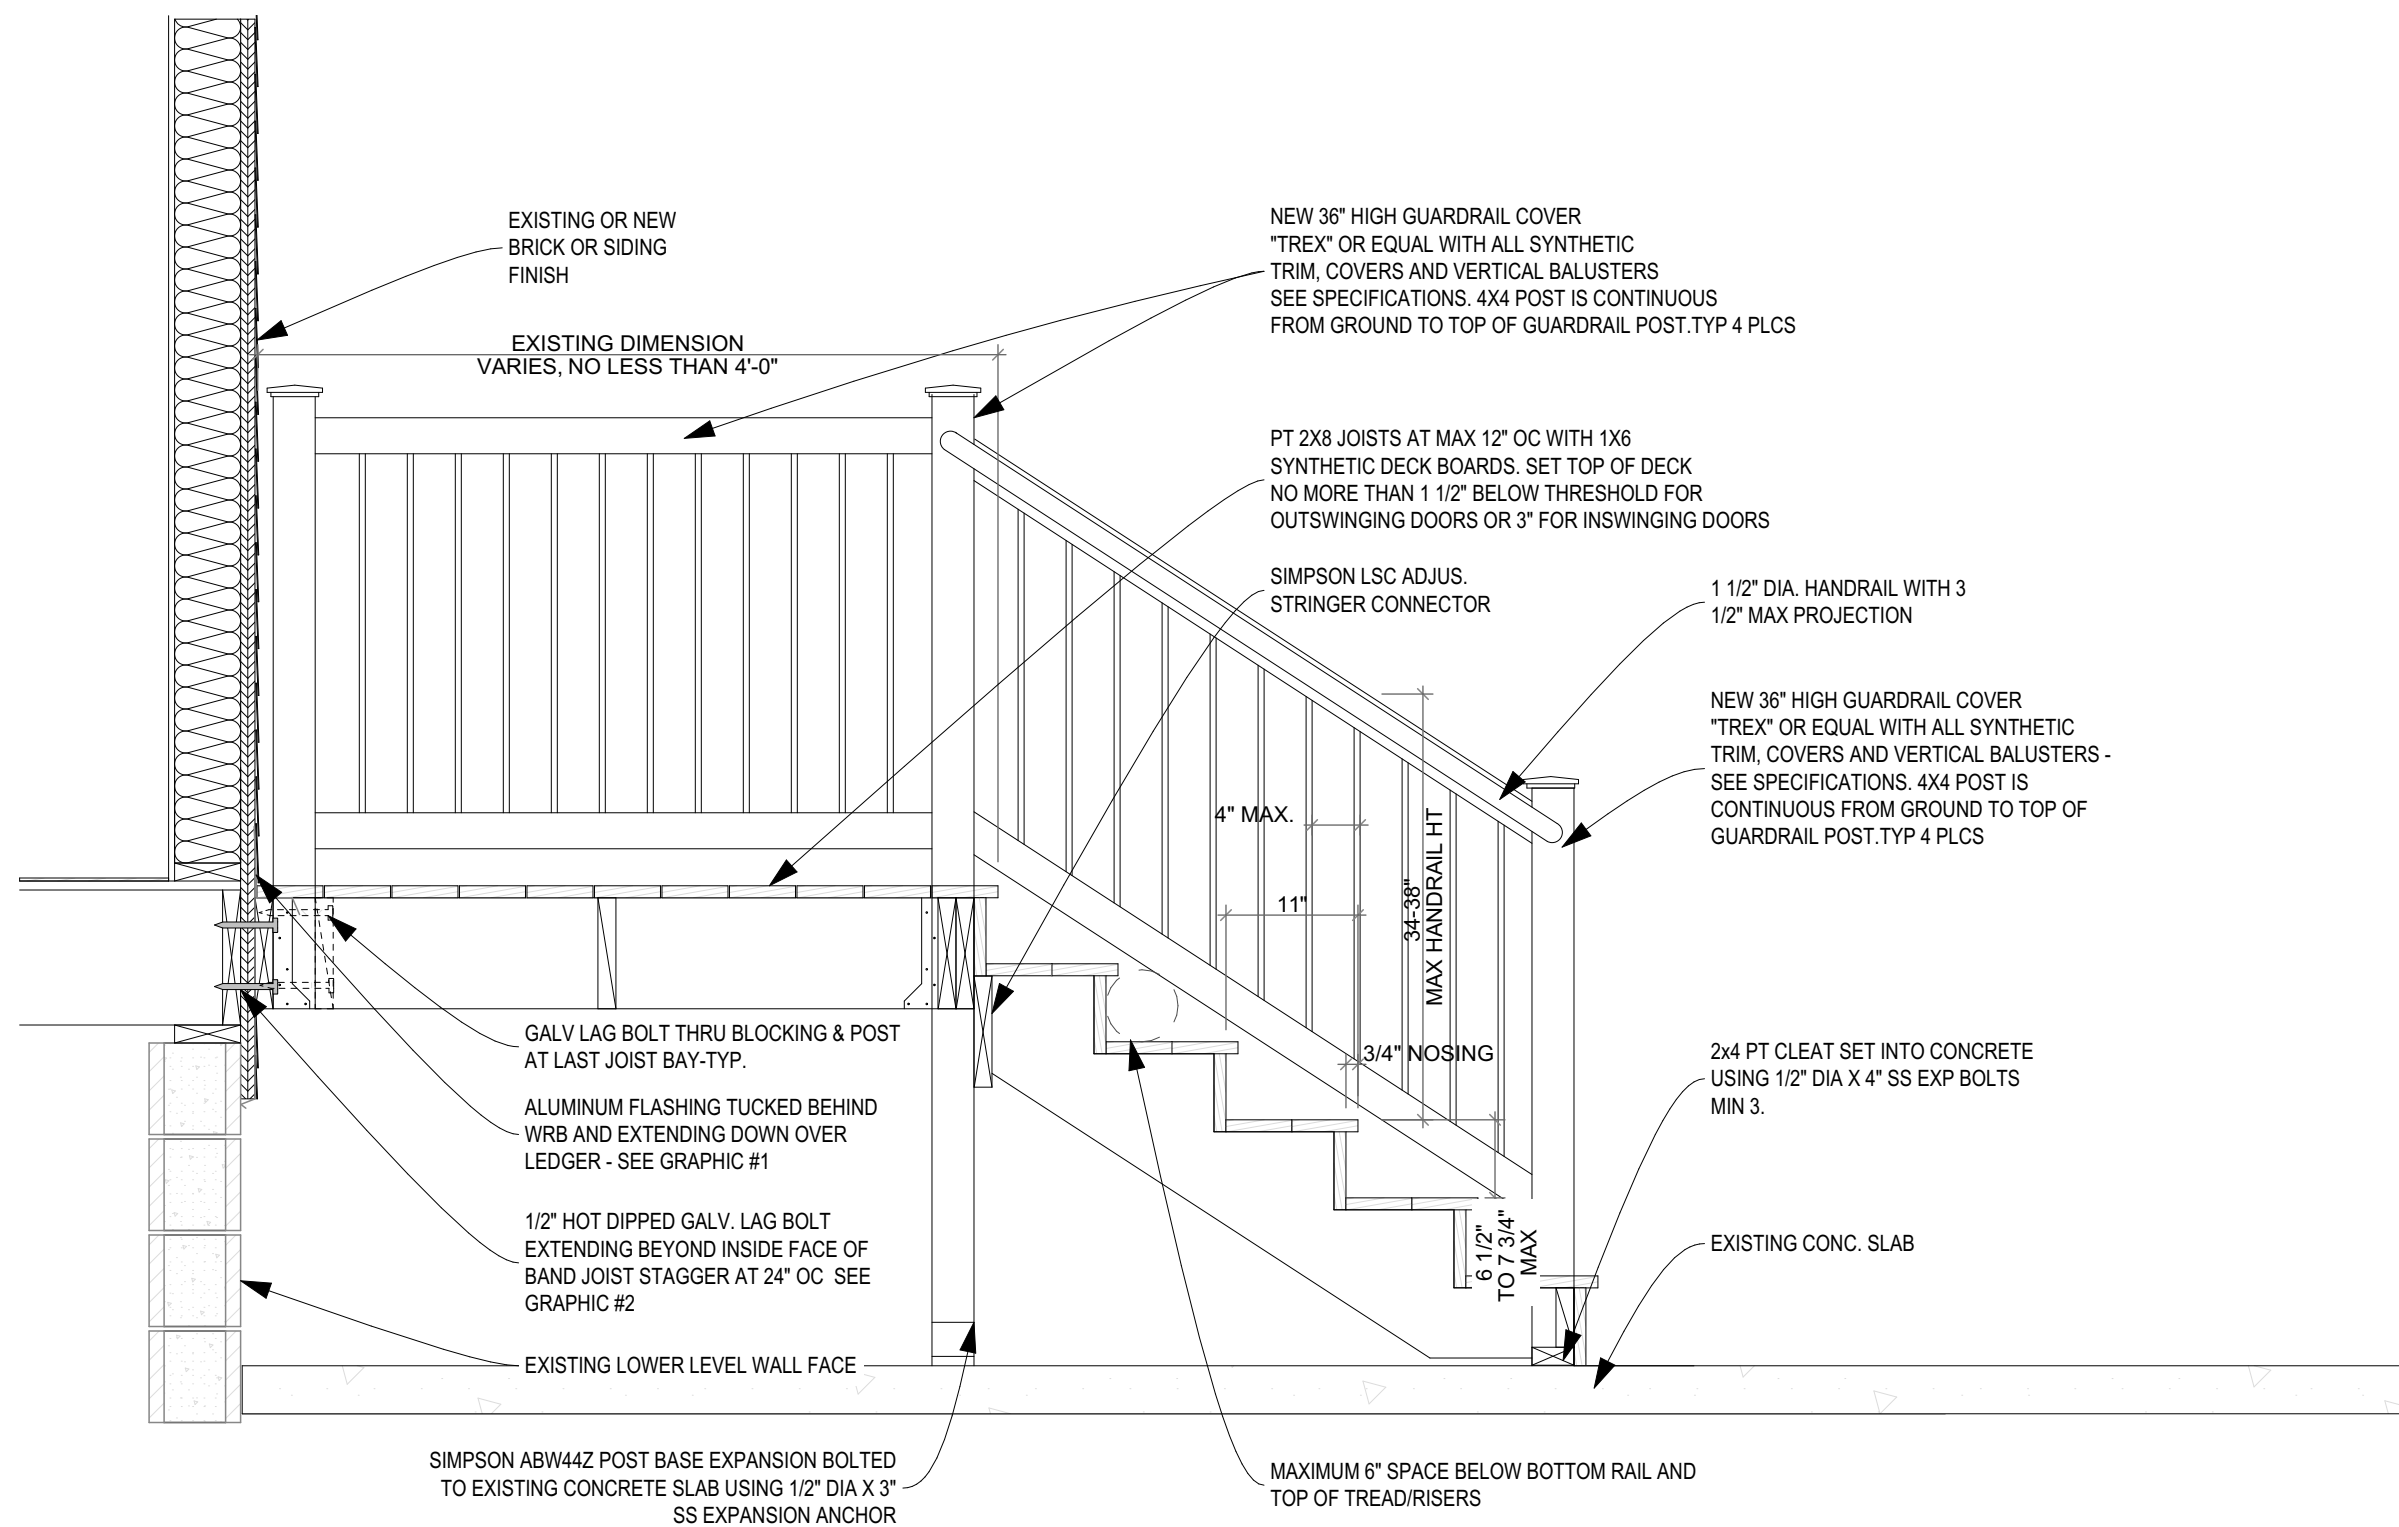 EXISTING OR NEW
BRICK OR SIDING
FINISH
EXISTING DIMENSION
VARIES, NO LESS THAN 4'-0"
NEW 36" HIGH GUARDRAIL COVER
"TREX" OR EQUAL WITH ALL SYNTHETIC
TRIM, COVERS AND VERTICAL BALUSTERS
SEE SPECIFICATIONS. 4X4 POST IS CONTINUOUS
FROM GROUND TO TOP OF GUARDRAIL POST.TYP 4 PLCS
PT 2X8 JOISTS AT MAX 12" OC WITH 1X6
SYNTHETIC DECK BOARDS. SET TOP OF DECK
NO MORE THAN 1 1/2" BELOW THRESHOLD FOR
OUTSWINGING DOORS OR 3" FOR INSWINGING DOORS
SIMPSON LSC ADJUS.
STRINGER CONNECTOR
1 1/2" DIA. HANDRAIL WITH 3
1/2" MAX PROJECTION
NEW 36" HIGH GUARDRAIL COVER
"TREX" OR EQUAL WITH ALL SYNTHETIC
TRIM, COVERS AND VERTICAL BALUSTERS -
SEE SPECIFICATIONS. 4X4 POST IS
CONTINUOUS FROM GROUND TO TOP OF
GUARDRAIL POST.TYP 4 PLCS
4" MAX.
11"
34-38"
MAX HANDRAIL HT
3/4" NOSING
6 1/2"
TO 7 3/4"
MAX
GALV LAG BOLT THRU BLOCKING & POST
AT LAST JOIST BAY-TYP.
ALUMINUM FLASHING TUCKED BEHIND
WRB AND EXTENDING DOWN OVER
LEDGER - SEE GRAPHIC #1
1/2" HOT DIPPED GALV. LAG BOLT
EXTENDING BEYOND INSIDE FACE OF
BAND JOIST STAGGER AT 24" OC SEE
GRAPHIC #2
EXISTING LOWER LEVEL WALL FACE
2x4 PT CLEAT SET INTO CONCRETE
USING 1/2" DIA X 4" SS EXP BOLTS
MIN 3.
EXISTING CONC. SLAB
SIMPSON ABW44Z POST BASE EXPANSION BOLTED
TO EXISTING CONCRETE SLAB USING 1/2" DIA X 3"
SS EXPANSION ANCHOR
MAXIMUM 6" SPACE BELOW BOTTOM RAIL AND
TOP OF TREAD/RISERS